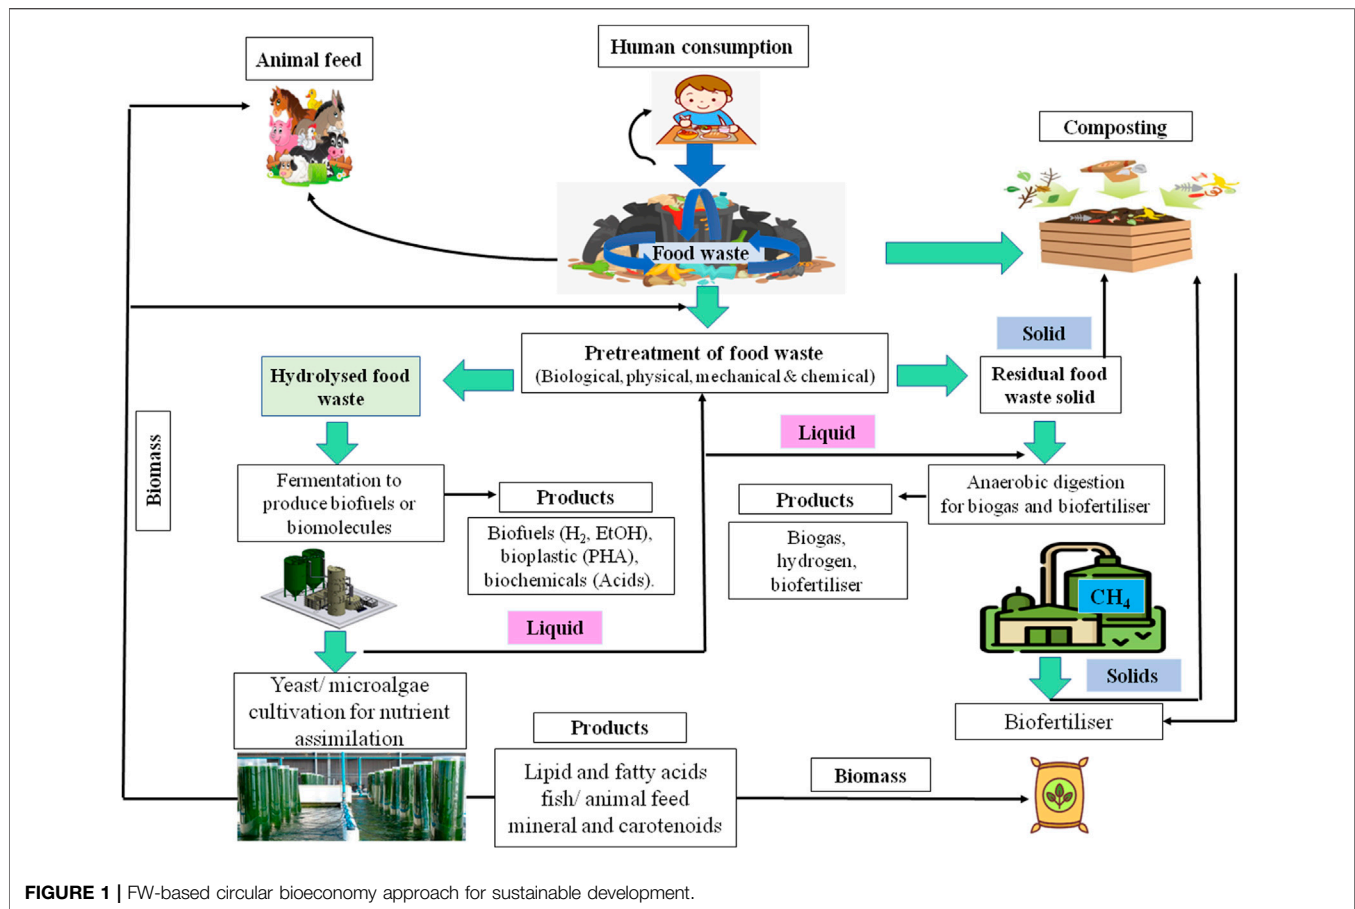 Human consumption
Animal feed
Composting
Food waste
Solid
Pretreatment of food waste
(Biological, physical, mechanical & chemical)
Hydrolysed food
waste
Residual food
waste solid
Liquid
Biomass
Fermentation to
produce biofuels or
biomolecules
Products
Biofuels (H₂, EtOH),
bioplastic (PHA),
biochemicals (Acids).
Products
Biogas,
hydrogen,
biofertiliser
Anaerobic digestion
for biogas and biofertiliser
CH₄
Liquid
Solids
Yeast/ microalgae
cultivation for nutrient
assimilation
Products
Lipid and fatty acids
fish/ animal feed
mineral and carotenoids
Biomass
Biofertiliser
FIGURE 1 | FW-based circular bioeconomy approach for sustainable development.